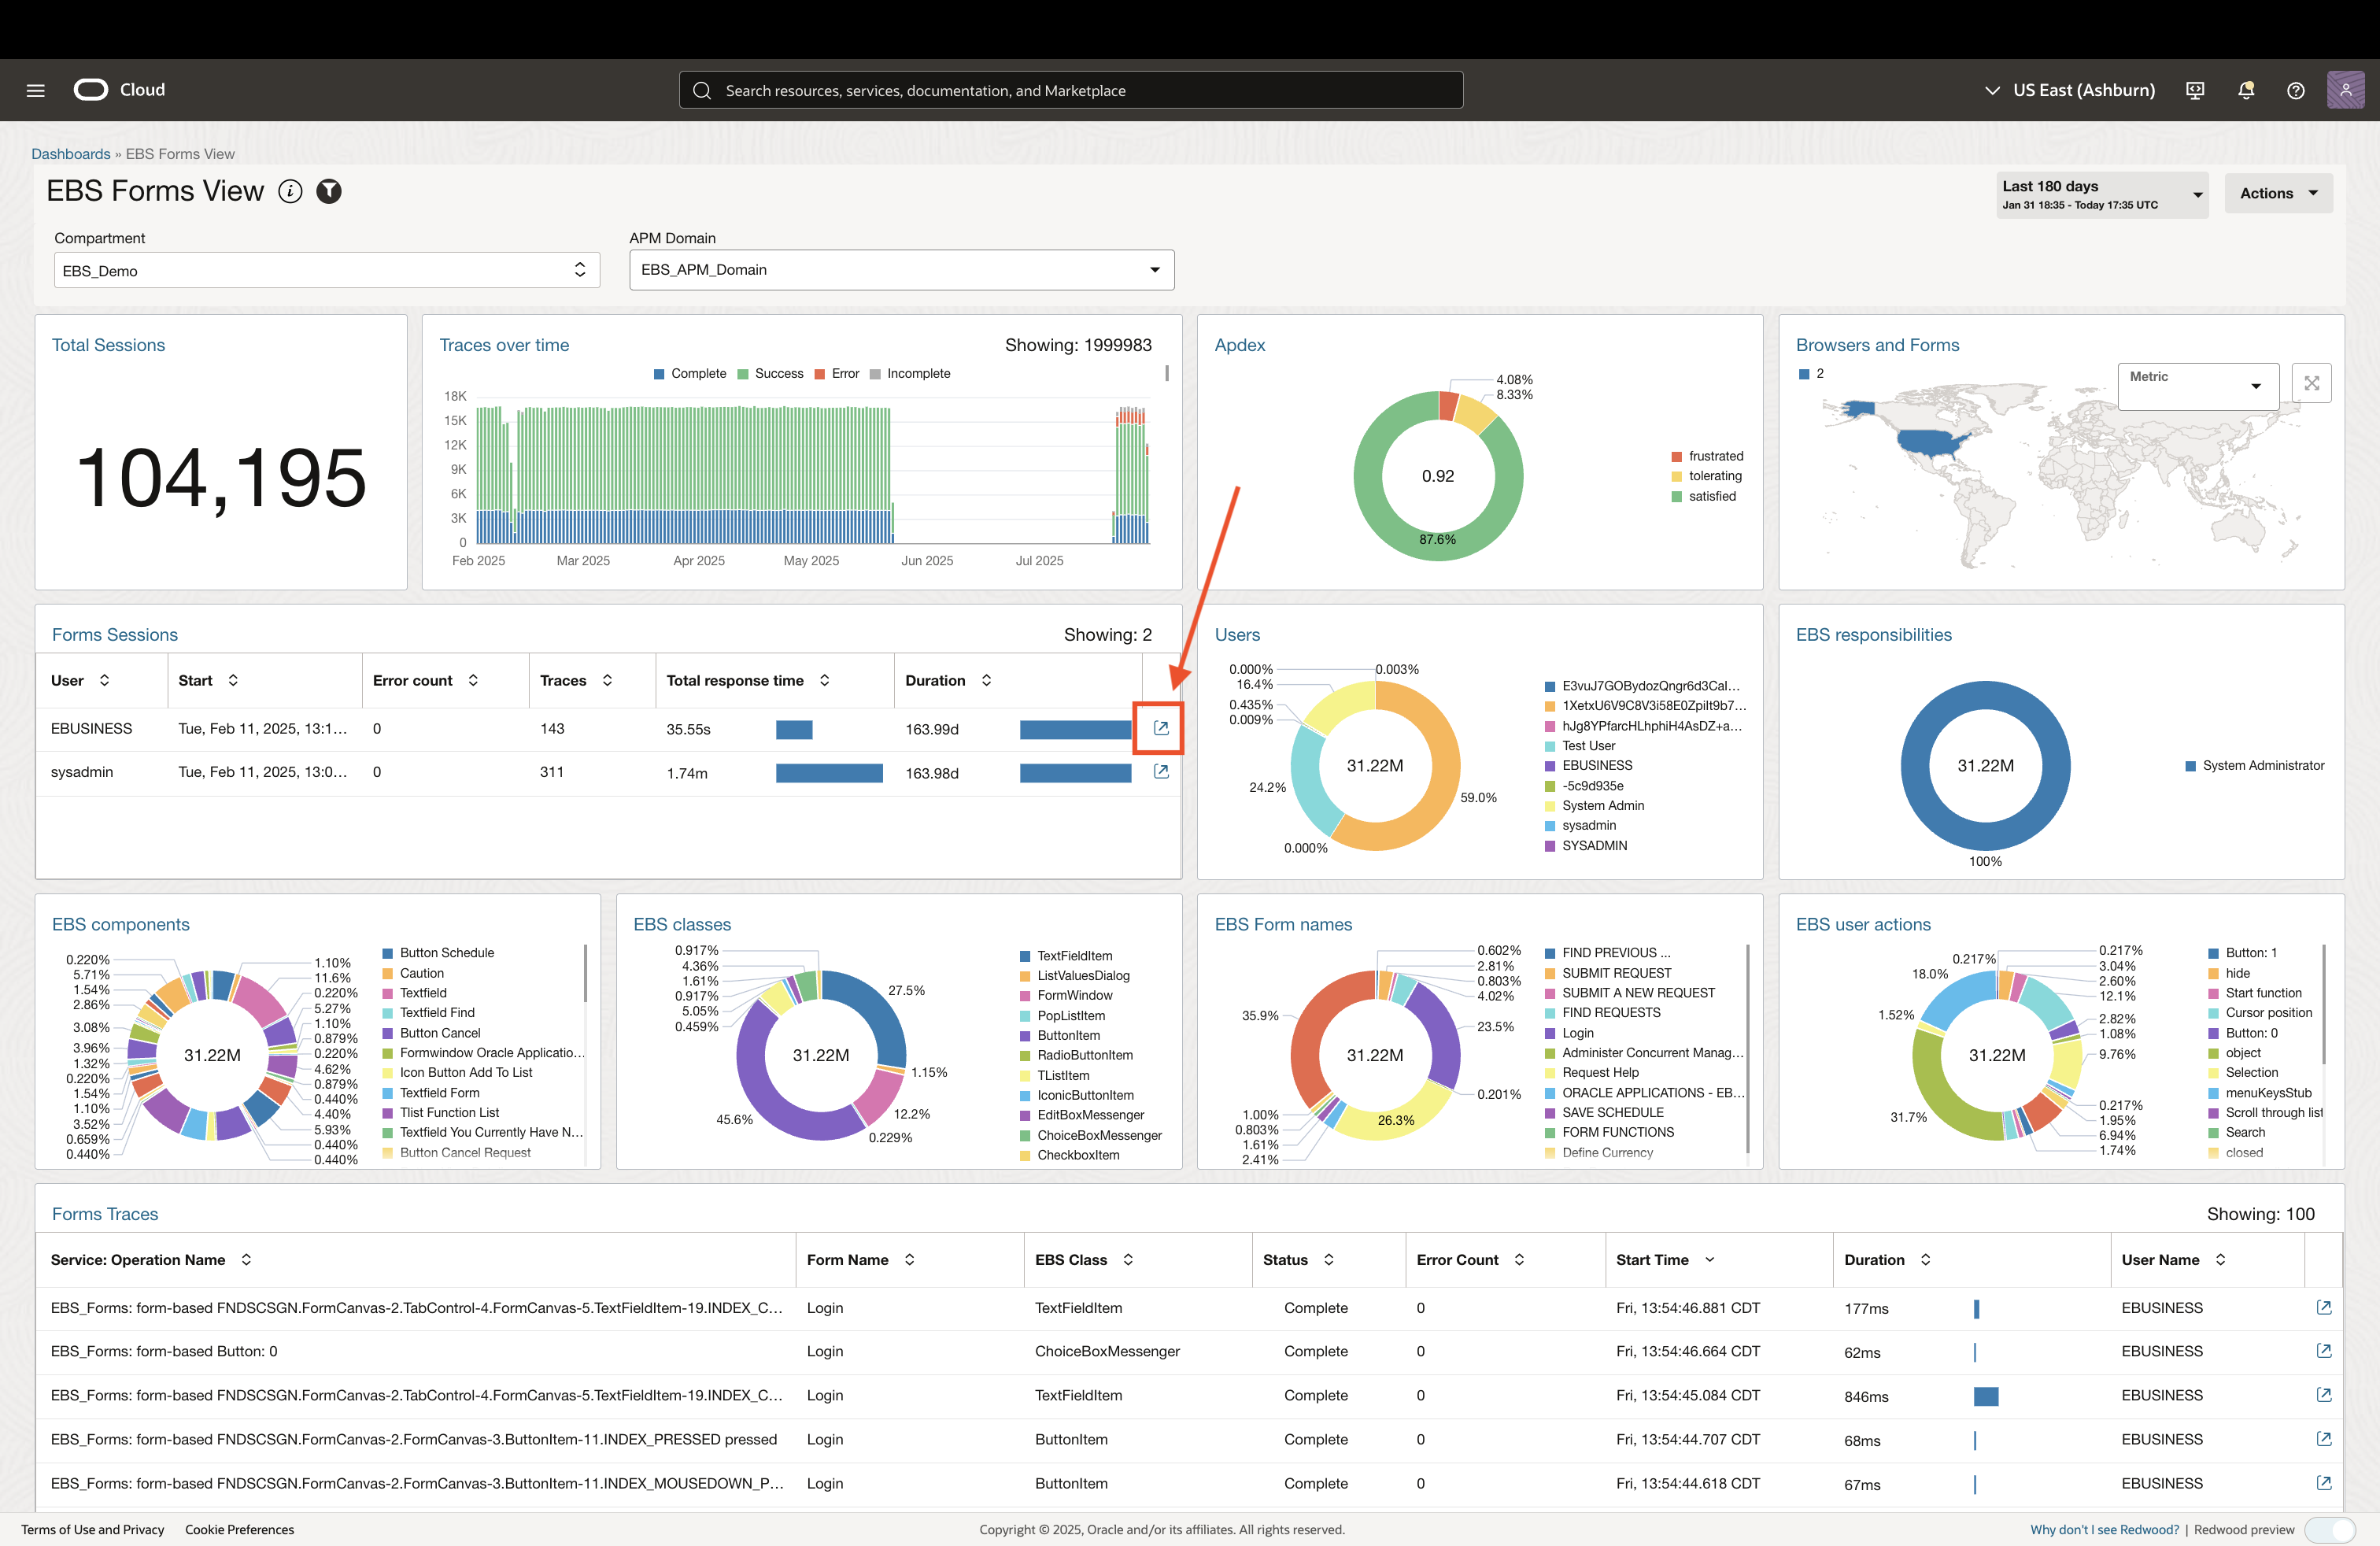 Cloud
Search resources, services, documentation, and Marketplace
US East (Ashburn)
Dashboards » EBS Forms View
EBS Forms View
Last 180 days
Jan 31 18:35 - Today 17:35 UTC
Actions
Compartment
EBS_Demo
APM Domain
EBS_APM_Domain
Total Sessions
104,195
Traces over time
Showing: 1999983
Complete Success Error Incomplete
18K
15K
12K
9K
6K
3K
0
Feb 2025 Mar 2025 Apr 2025 May 2025 Jun 2025 Jul 2025
Apdex
4.08%
8.33%
0.92
87.6%
frustrated
tolerating
satisfied
Browsers and Forms
2
Metric
Forms Sessions
Showing: 2
User Start Error count Traces Total response time Duration
EBUSINESS Tue, Feb 11, 2025, 13:1... 0 143 35.55s 163.99d
sysadmin Tue, Feb 11, 2025, 13:0... 0 311 1.74m 163.98d
Users
0.000%
16.4%
0.435%
0.009%
24.2%
0.000%
0.003%
59.0%
31.22M
E3vuJ7GOBydozQngr6d3CaI...
1XetxU6V9C8V3i58E0ZpiIt9b7...
hJg8YPfarcHLhphiH4AsDZ+a...
Test User
EBUSINESS
-5c9d935e
System Admin
sysadmin
SYSADMIN
EBS responsibilities
31.22M
100%
System Administrator
EBS components
0.220%
5.71%
1.54%
2.86%
3.08%
3.96%
1.32%
0.220%
1.54%
1.10%
3.52%
0.659%
0.440%
31.22M
1.10%
11.6%
0.220%
5.27%
1.10%
0.879%
0.220%
4.62%
0.879%
0.440%
4.40%
5.93%
0.440%
0.440%
Button Schedule
Caution
Textfield
Textfield Find
Button Cancel
Formwindow Oracle Applicatio...
Icon Button Add To List
Textfield Form
Tlist Function List
Textfield You Currently Have N...
Button Cancel Request
EBS classes
0.917%
4.36%
1.61%
0.917%
5.05%
0.459%
45.6%
31.22M
27.5%
1.15%
12.2%
0.229%
TextFieldItem
ListValuesDialog
FormWindow
PopListItem
ButtonItem
RadioButtonItem
TListItem
IconicButtonItem
EditBoxMessenger
ChoiceBoxMessenger
CheckboxItem
EBS Form names
35.9%
1.00%
0.803%
1.61%
2.41%
31.22M
26.3%
0.602%
2.81%
0.803%
4.02%
23.5%
0.201%
FIND PREVIOUS ...
SUBMIT REQUEST
SUBMIT A NEW REQUEST
FIND REQUESTS
Login
Administer Concurrent Manag...
Request Help
ORACLE APPLICATIONS - EB...
SAVE SCHEDULE
FORM FUNCTIONS
Define Currency
EBS user actions
0.217%
18.0%
1.52%
31.7%
31.22M
0.217%
3.04%
2.60%
12.1%
2.82%
1.08%
9.76%
0.217%
1.95%
6.94%
1.74%
Button: 1
hide
Start function
Cursor position
Button: 0
object
Selection
menuKeysStub
Scroll through list
Search
closed
Forms Traces
Showing: 100
Service: Operation Name Form Name EBS Class Status Error Count Start Time Duration User Name
EBS_Forms: form-based FNDSCSGN.FormCanvas-2.TabControl-4.FormCanvas-5.TextFieldItem-19.INDEX_C... Login TextFieldItem Complete 0 Fri, 13:54:46.881 CDT 177ms EBUSINESS
EBS_Forms: form-based Button: 0 Login ChoiceBoxMessenger Complete 0 Fri, 13:54:46.664 CDT 62ms EBUSINESS
EBS_Forms: form-based FNDSCSGN.FormCanvas-2.TabControl-4.FormCanvas-5.TextFieldItem-19.INDEX_C... Login TextFieldItem Complete 0 Fri, 13:54:45.084 CDT 846ms EBUSINESS
EBS_Forms: form-based FNDSCSGN.FormCanvas-2.FormCanvas-3.ButtonItem-11.INDEX_PRESSED pressed Login ButtonItem Complete 0 Fri, 13:54:44.707 CDT 68ms EBUSINESS
EBS_Forms: form-based FNDSCSGN.FormCanvas-2.FormCanvas-3.ButtonItem-11.INDEX_MOUSEDOWN_P... Login ButtonItem Complete 0 Fri, 13:54:44.618 CDT 67ms EBUSINESS
Terms of Use and Privacy Cookie Preferences
Copyright © 2025, Oracle and/or its affiliates. All rights reserved.
Why don't I see Redwood? | Redwood preview